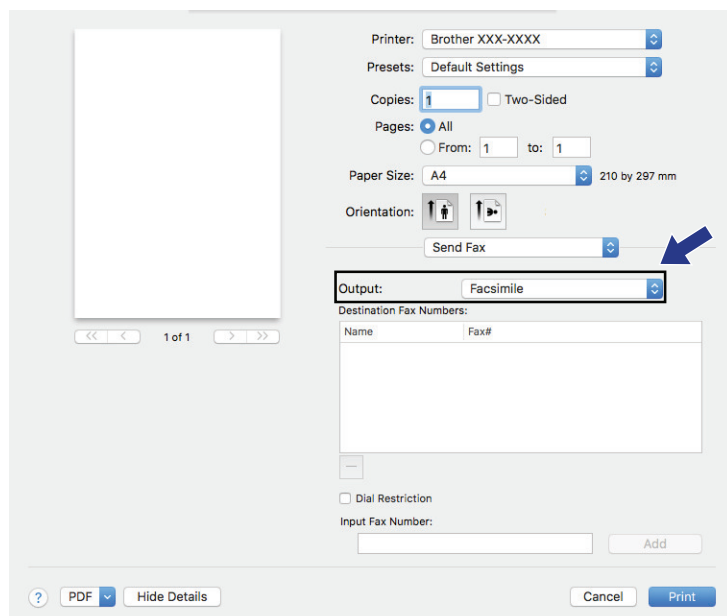 Printer: Brother XXX-XXXX
Presets: Default Settings
Copies: 1 Two-Sided
Pages: All
From: 1 to: 1
Paper Size: A4 210 by 297 mm
Orientation:
Send Fax
Output: Facsimile
Destination Fax Numbers:
Name Fax#
1 of 1
Dial Restriction
Input Fax Number:
Add
? PDF Hide Details Cancel Print